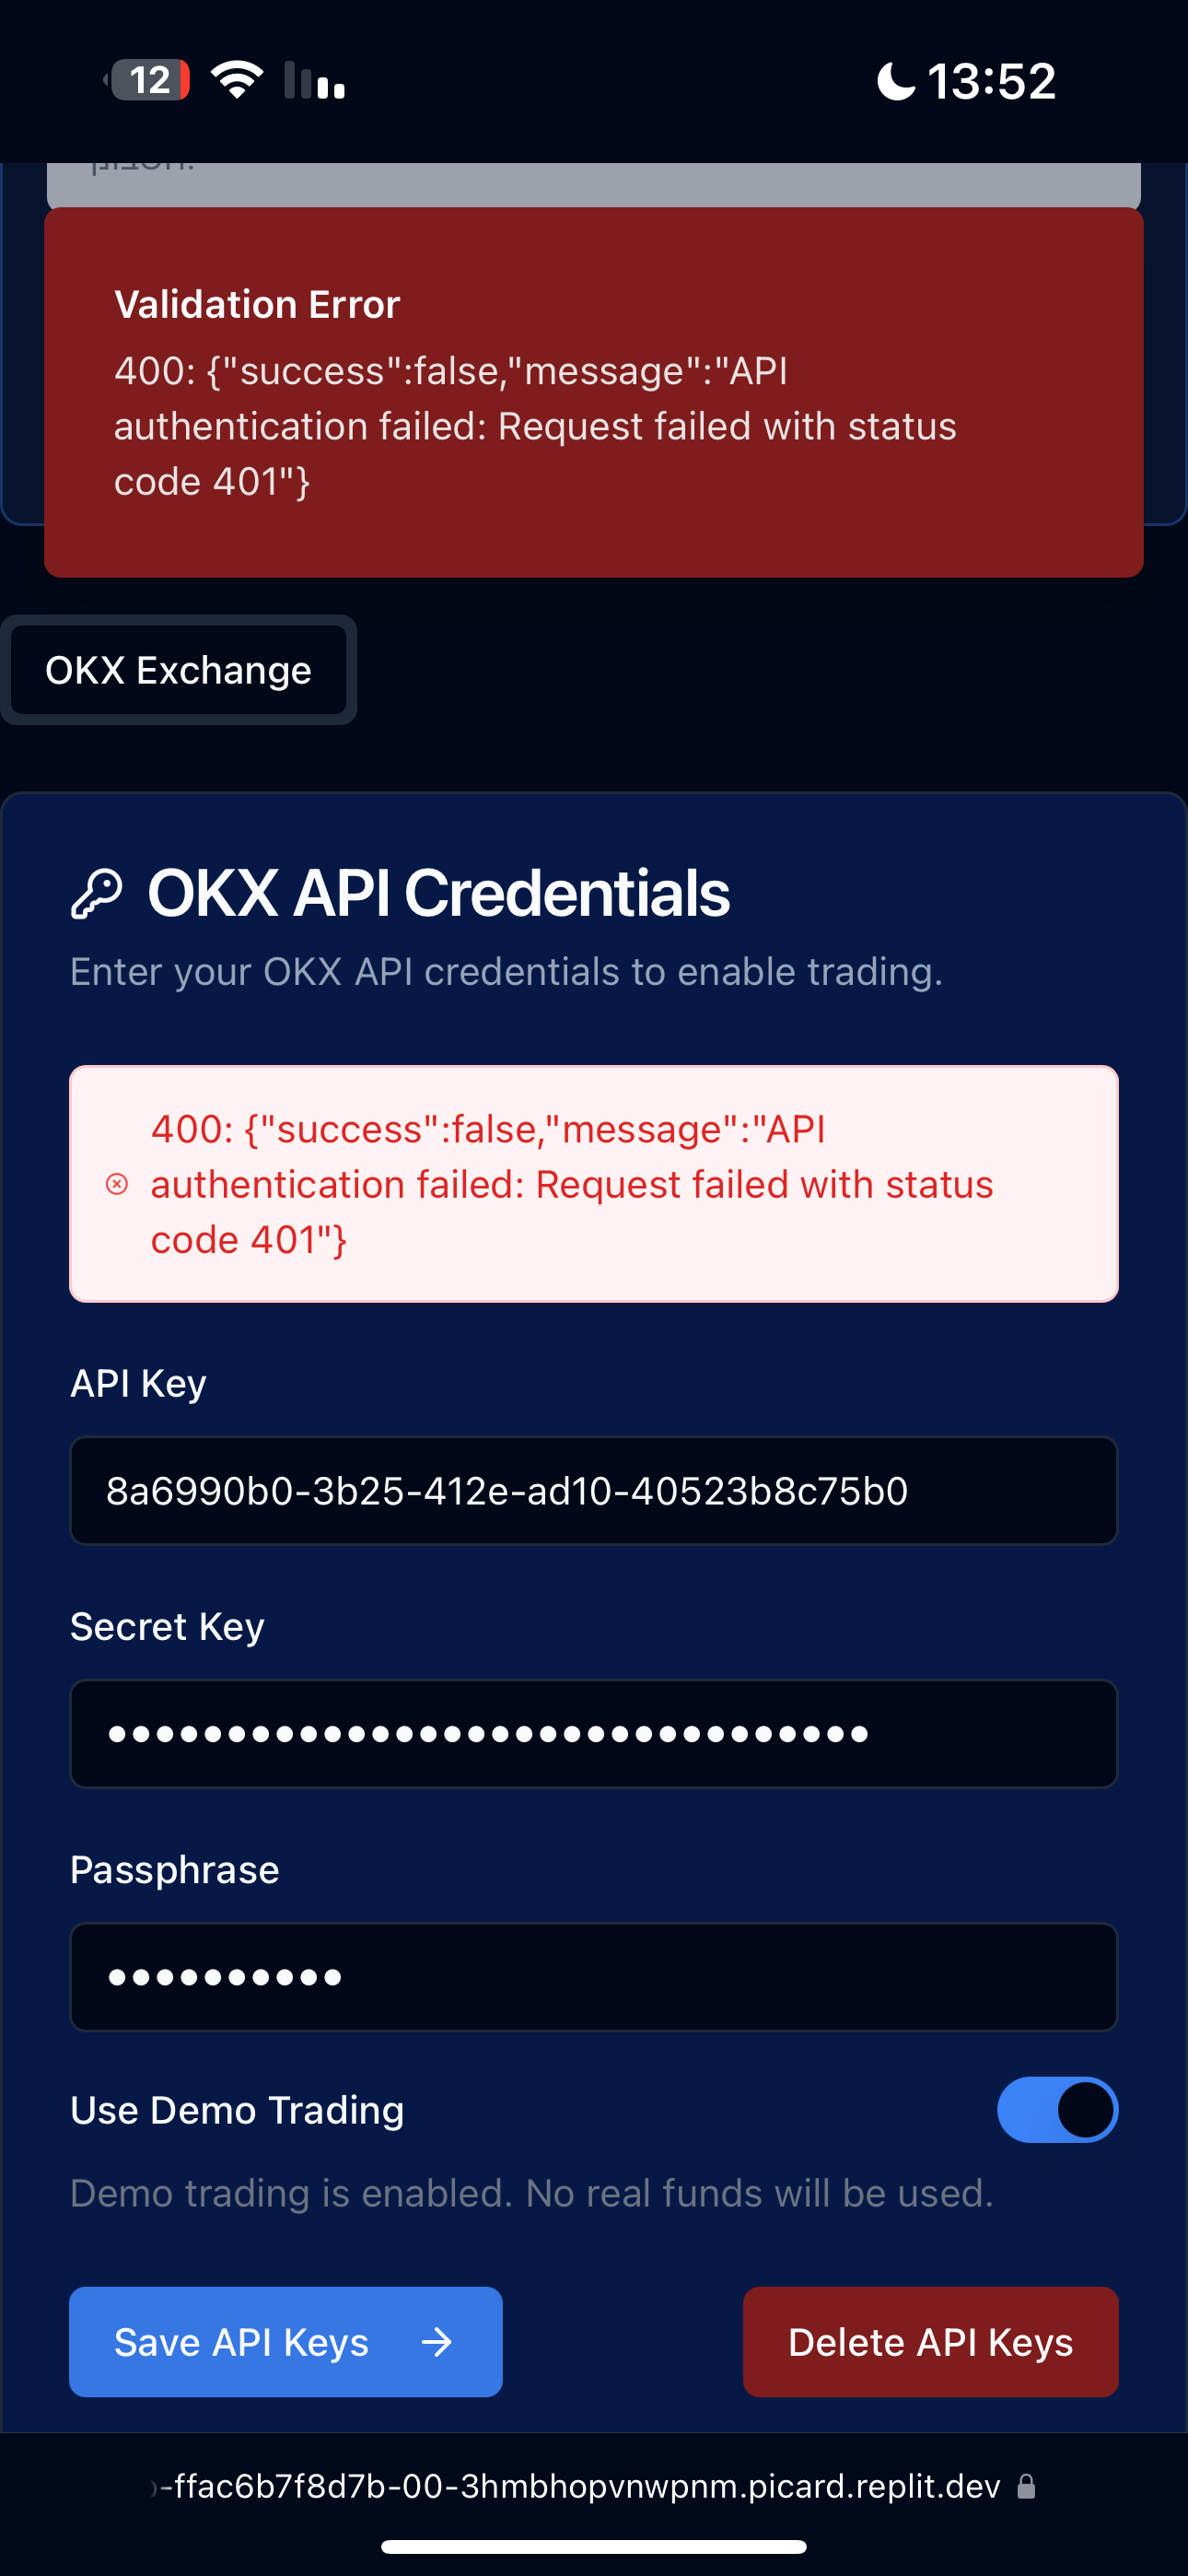 12
13:52
Validation Error
400: {"success":false,"message":"API
authentication failed: Request failed with status
code 401"}
OKX Exchange
OKX API Credentials
Enter your OKX API credentials to enable trading.
400: {"success":false,"message":"API
authentication failed: Request failed with status
code 401"}
API Key
8a6990b0-3b25-412e-ad10-40523b8c75b0
Secret Key
••••••••••••••••••••••••••••••••
Passphrase
••••••••••
Use Demo Trading
Demo trading is enabled. No real funds will be used.
Save API Keys →
Delete API Keys
-ffac6b7f8d7b-00-3hmbhopvnwpnm.picard.replit.dev